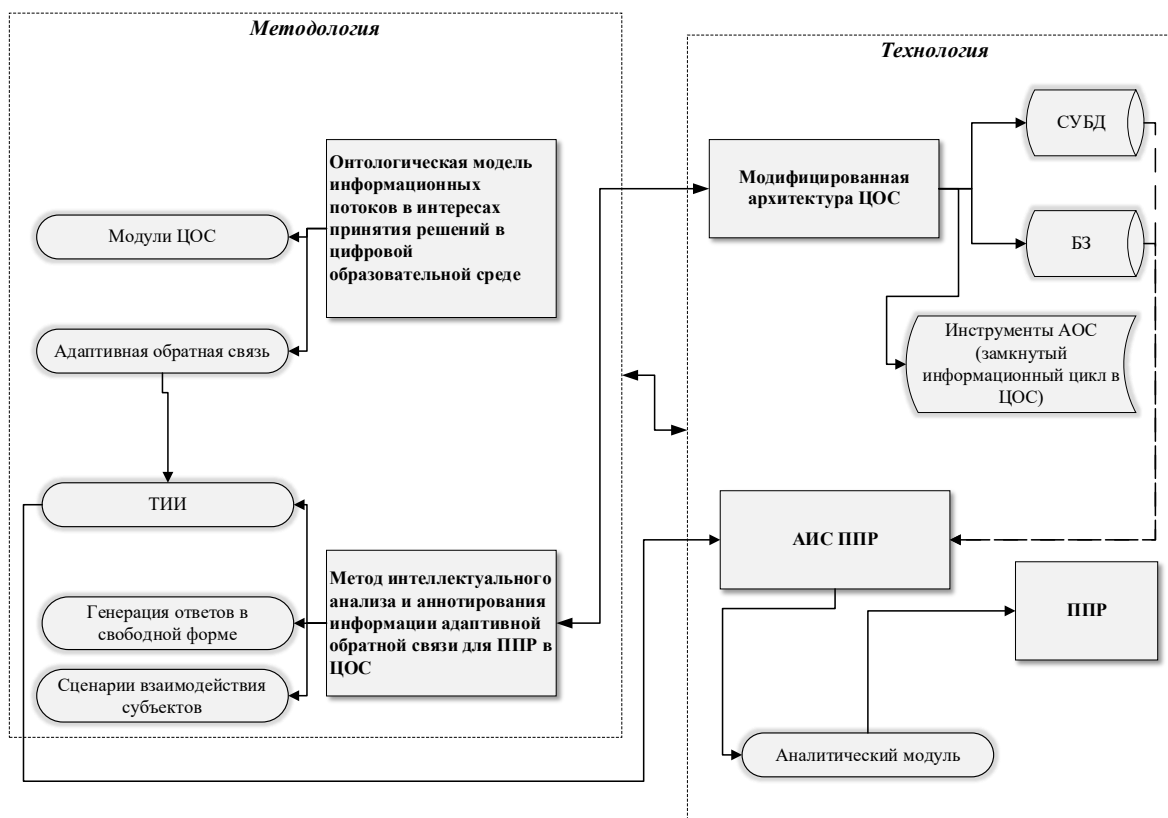 Методология
Онтологическая модель
информационных
потоков в интересах
принятия решений в
цифровой
образовательной среде
Модули ЦОС
Адаптивная обратная связь
ТИИ
Генерация ответов в
свободной форме
Сценарии взаимодействия
субъектов
Метод интеллектуального
анализа и аннотирования
информации адаптивной
обратной связи для ППР в
ЦОС
Технология
Модифицированная
архитектура ЦОС
СУБД
БЗ
Инструменты АОС
(замкнутый
информационный цикл в
ЦОС)
АИС ППР
ППР
Аналитический модуль